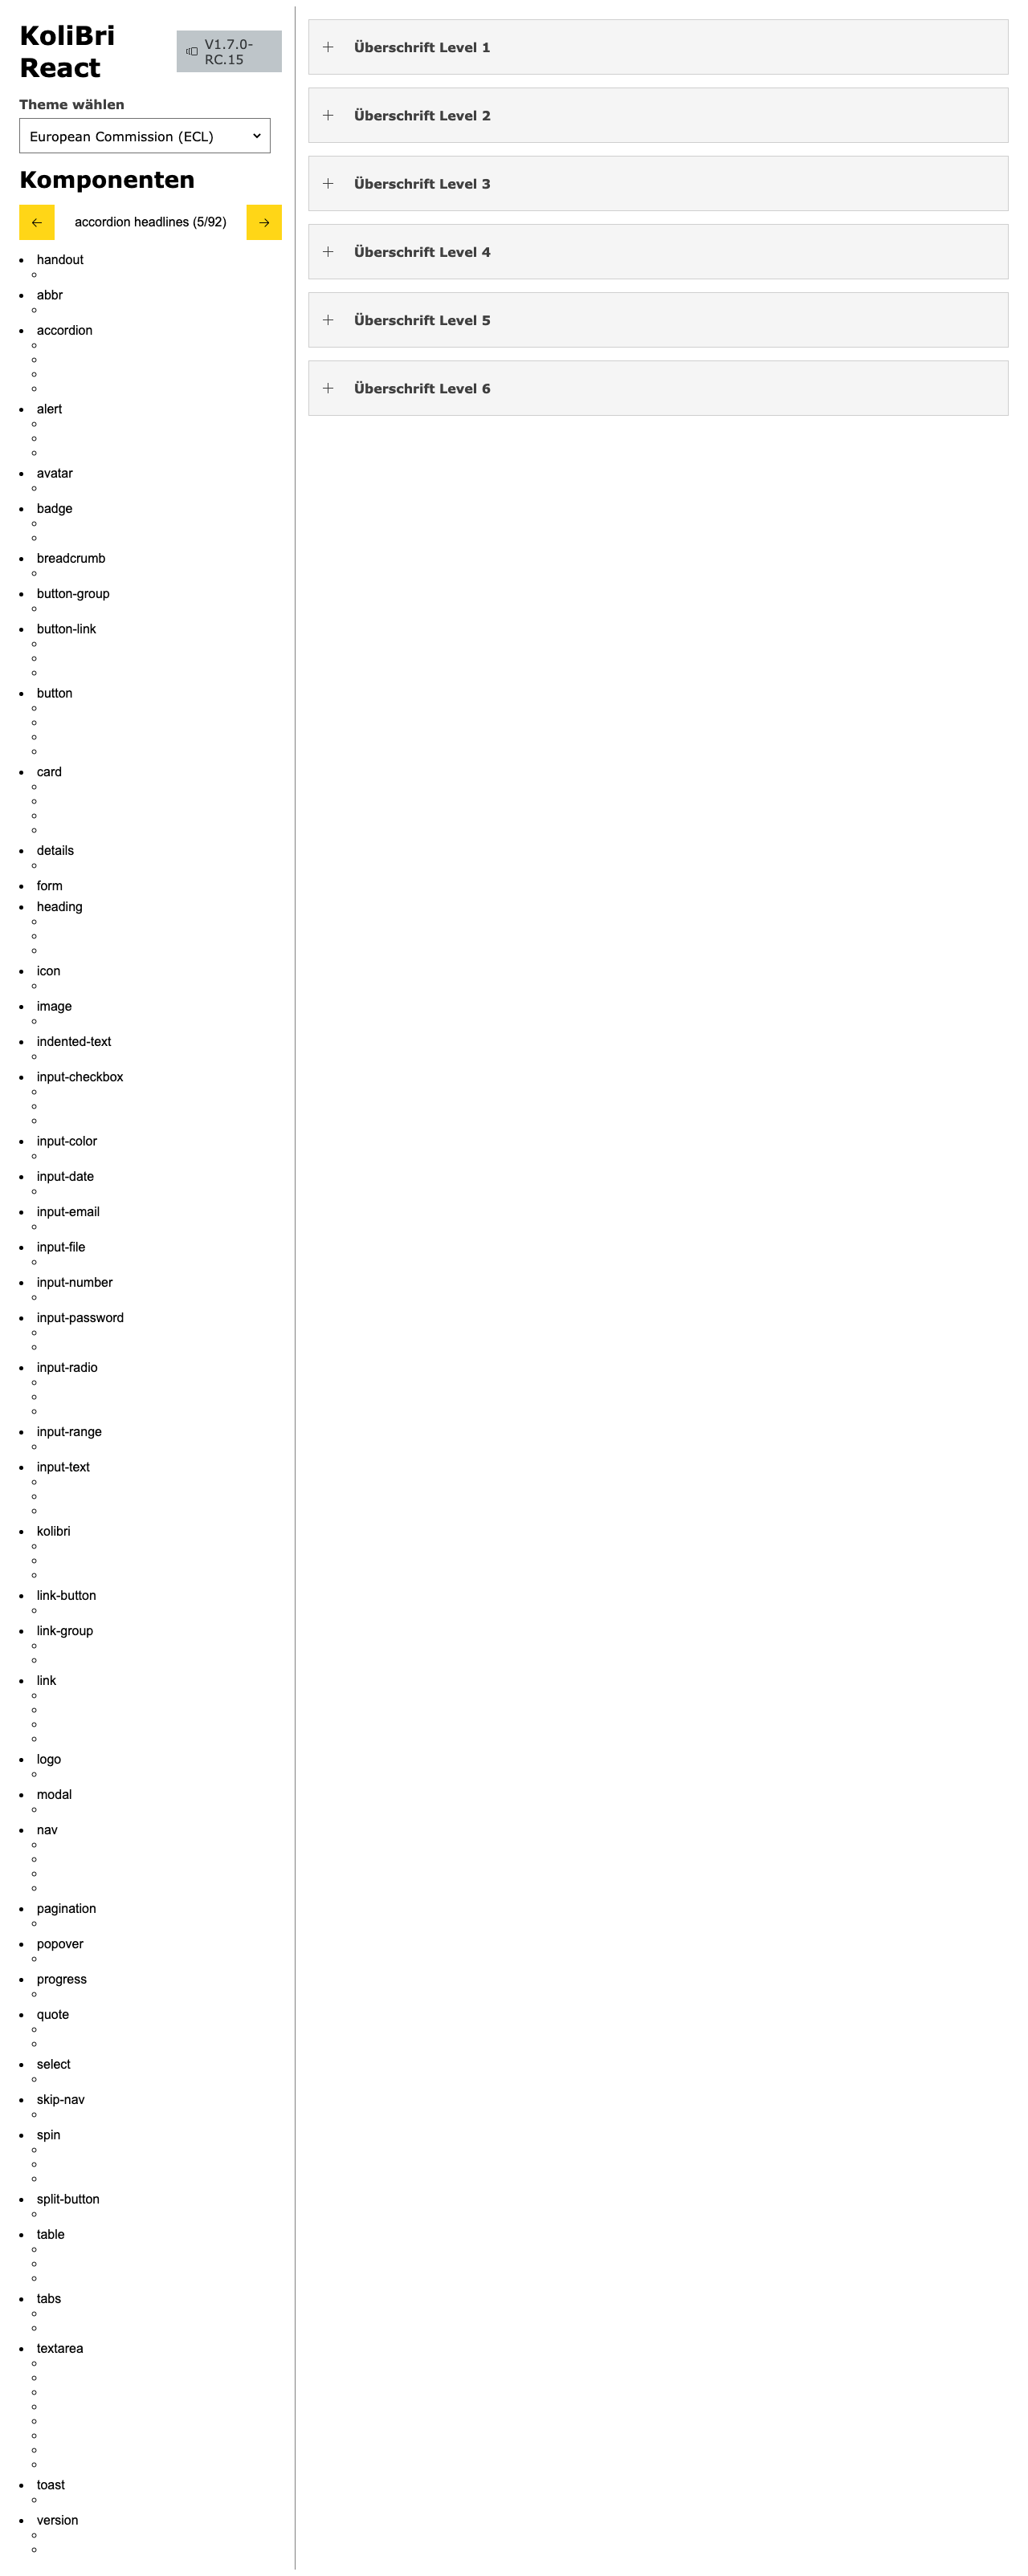 KoliBri
React
V1.7.0-
RC.15
Theme wählen
European Commission (ECL)
Komponenten
accordion headlines (5/92)
handout
abbr
accordion
alert
avatar
badge
breadcrumb
button-group
button-link
button
card
details
form
heading
icon
image
indented-text
input-checkbox
input-color
input-date
input-email
input-file
input-number
input-password
input-radio
input-range
input-text
kolibri
link-button
link-group
link
logo
modal
nav
pagination
popover
progress
quote
select
skip-nav
spin
split-button
table
tabs
textarea
toast
version
Überschrift Level 1
Überschrift Level 2
Überschrift Level 3
Überschrift Level 4
Überschrift Level 5
Überschrift Level 6